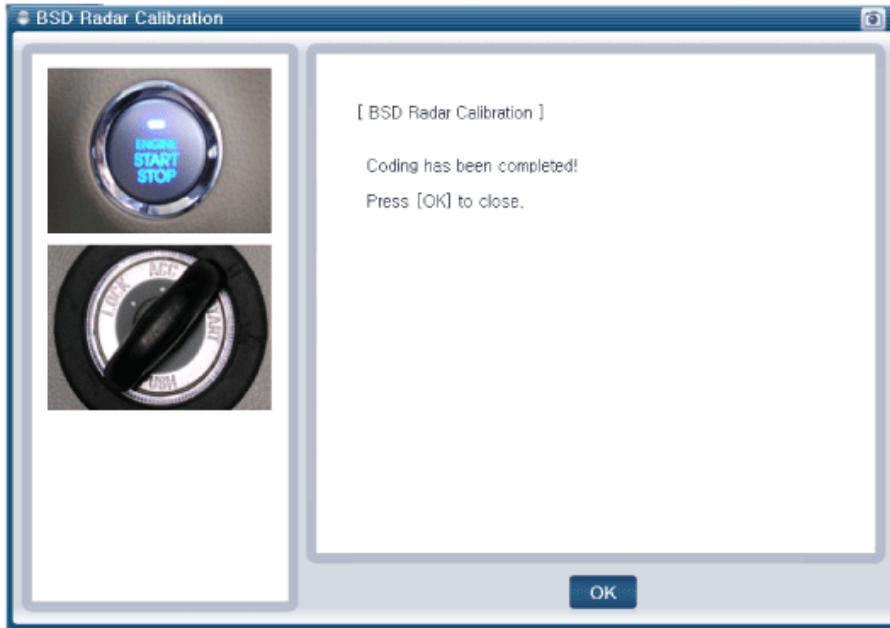 BSD Radar Calibration
ENGINE
START
STOP
LOCK
ACC
START
PUSH
[ BSD Radar Calibration ]
Coding has been completed!
Press [OK] to close.
OK